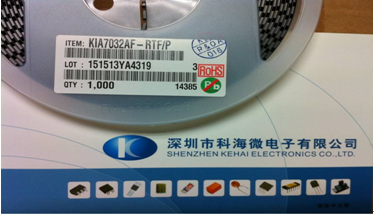 ITEM: KIA7032AF-RTF/P
LOT : 151513YA4319
3
RoHS
Pb
QTY : 1,000
14385
深圳市科海微电子有限公司
SHENZHEN KEHAI ELECTRONICS CO.,LTD.